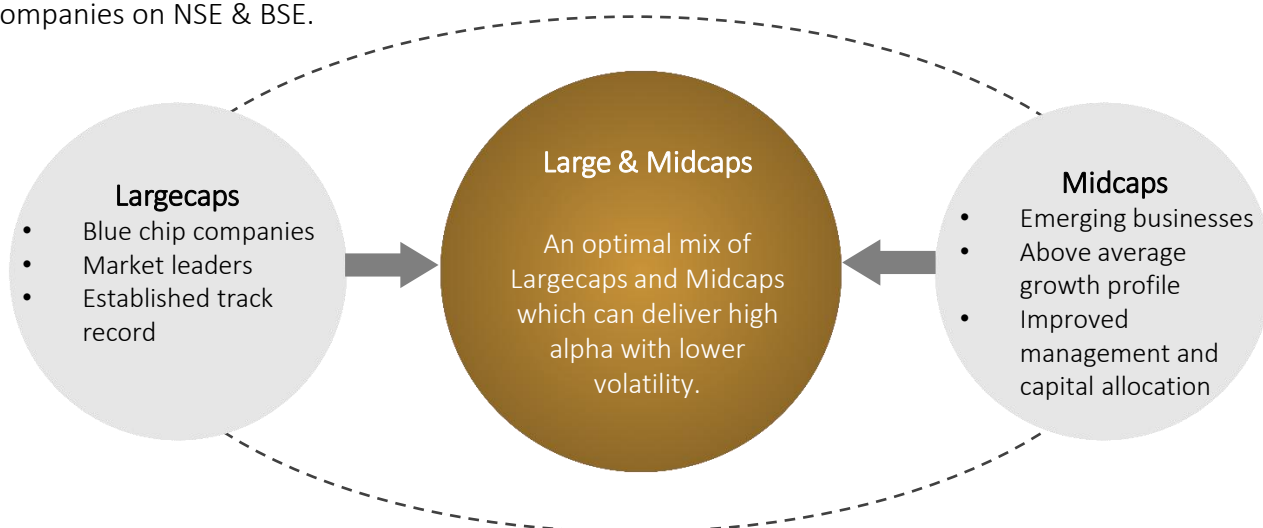 ompanies on NSE & BSE.
Largecaps
• Blue chip companies
• Market leaders
• Established track
record
Large & Midcaps
An optimal mix of
Largecaps and Midcaps
which can deliver high
alpha with lower
volatility.
Midcaps
• Emerging businesses
• Above average
growth profile
• Improved
management and
capital allocation